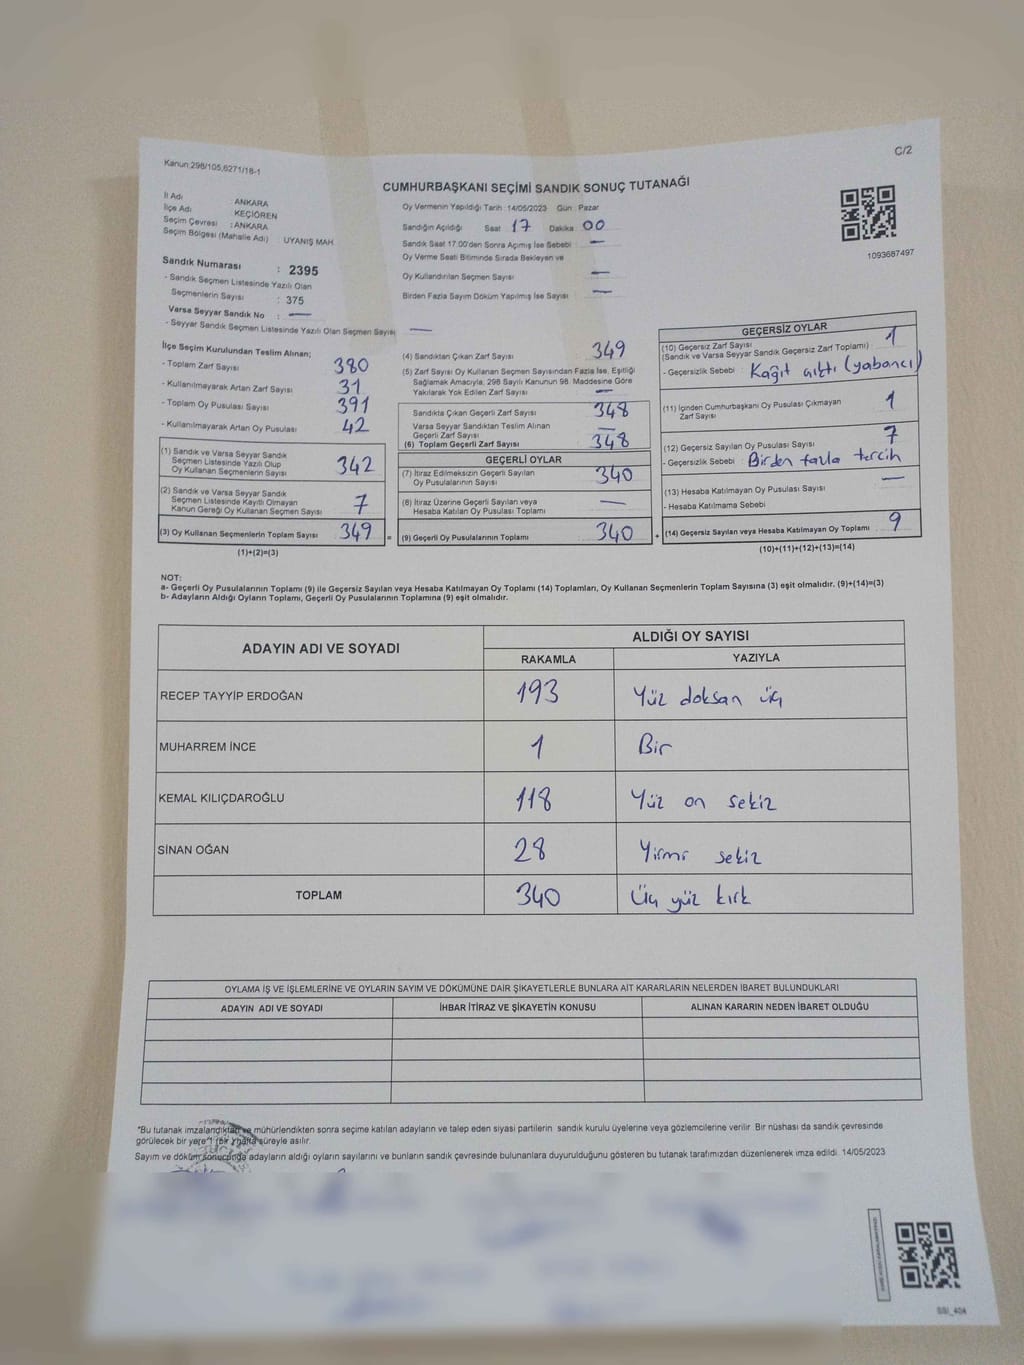 Kanun:298/105,6271/18-1
C/2
CUMHURBAŞKANI SEÇİMİ SANDIK SONUÇ TUTANAĞI
İl Adı : ANKARA
İlçe Adı : KEÇİÖREN
Seçim Çevresi : ANKARA
Seçim Bölgesi (Mahalle Adı) UYANIŞ MAH.
Sandık Numarası : 2395
- Sandık Seçmen Listesinde Yazılı Olan
Seçmenlerin Sayısı : 375
Varsa Seyyar Sandık No : —
- Seyyar Sandık Seçmen Listesinde Yazılı Olan Seçmen Sayısı —
Oy Vermenin Yapıldığı Tarih 14/05/2023 Gün : Pazar
Sandığın Açıldığı Saat 17 Dakika 00
Sandık Saat 17:00'den Sonra Açımış İse Sebebi : —
Oy Verme Saati Bitiminde Sırada Bekleyen ve
Oy Kullandırılan Seçmen Sayısı —
Birden Fazla Sayım Döküm Yapılmış İse Sayısı —
1093687497
İlçe Seçim Kurulundan Teslim Alınan;
- Toplam Zarf Sayısı : 380
- Kullanılmayarak Artan Zarf Sayısı : 31
- Toplam Oy Pusulası Sayısı : 391
- Kullanılmayarak Artan Oy Pusulası : 42
(1) Sandık ve Varsa Seyyar Sandık
Seçmen Listesinde Yazılı Olup
Oy Kullanan Seçmenlerin Sayısı : 342
(2) Sandık ve Varsa Seyyar Sandık
Seçmen Listesinde Kayıtlı Olmayan
Kanun Gereği Oy Kullanan Seçmen Sayısı : 7
(3) Oy Kullanan Seçmenlerin Toplam Sayısı : 349 =
(1)+(2)=(3)
(4) Sandıktan Çıkan Zarf Sayısı : 349
(5) Zarf Sayısı Oy Kullanan Seçmen Sayısından Fazla İse, Eşitliği
Sağlamak Amacıyla, 298 Sayılı Kanunun 98. Maddesine Göre
Yakılarak Yok Edilen Zarf Sayısı : —
Sandıkta Çıkan Geçerli Zarf Sayısı : 348
Varsa Seyyar Sandıktan Teslim Alınan
Geçerli Zarf Sayısı : —
(6) Toplam Geçerli Zarf Sayısı : 348
GEÇERLİ OYLAR
(7) İtiraz Edilmeksizin Geçerli Sayılan
Oy Pusulalarının Sayısı : 340
(8) İtiraz Üzerine Geçerli Sayılan veya
Hesaba Katılan Oy Pusulası Toplamı : —
(9) Geçerli Oy Pusulalarının Toplamı : 340 +
GEÇERSİZ OYLAR
(10) Geçersiz Zarf Sayısı : 1
(Sandık ve Varsa Seyyar Sandık Geçersiz Zarf Toplamı)
- Geçersizlik Sebebi : Kağıt çıktı (yabancı)
(11) İçinden Cumhurbaşkanı Oy Pusulası Çıkmayan
Zarf Sayısı : 1
(12) Geçersiz Sayılan Oy Pusulası Sayısı : 7
- Geçersizlik Sebebi : Birden fazla tercih
(13) Hesaba Katılmayan Oy Pusulası Sayısı : —
- Hesaba Katılmama Sebebi :
(14) Geçersiz Sayılan veya Hesaba Katılmayan Oy Toplamı : 9
(10)+(11)+(12)+(13)=(14)
NOT:
a- Geçerli Oy Pusulalarının Toplamı (9) ile Geçersiz Sayılan veya Hesaba Katılmayan Oy Toplamı (14) Toplamları, Oy Kullanan Seçmenlerin Toplam Sayısına (3) eşit olmalıdır. (9)+(14)=(3)
b- Adayların Aldığı Oyların Toplamı, Geçerli Oy Pusulalarının Toplamına (9) eşit olmalıdır.
ADAYIN ADI VE SOYADI
ALDIĞI OY SAYISI
RAKAMLA YAZIYLA
RECEP TAYYİP ERDOĞAN 193 Yüz doksan üç
MUHARREM İNCE 1 Bir
KEMAL KILIÇDAROĞLU 118 Yüz on sekiz
SİNAN OĞAN 28 Yirmi sekiz
TOPLAM 340 Üç yüz kırk
OYLAMA İŞ VE İŞLEMLERİNE VE OYLARIN SAYIM VE DÖKÜMÜNE DAİR ŞİKAYETLERLE BUNLARA AİT KARARLARIN NELERDEN İBARET BULUNDUKLARI
ADAYIN ADI VE SOYADI İHBAR İTİRAZ VE ŞİKAYETİN KONUSU ALINAN KARARIN NEDEN İBARET OLDUĞU
*Bu tutanak imzalandıktan ve mühürlendikten sonra seçime katılan adayların ve talep eden siyasi partilerin sandık kurulu üyelerine veya gözlemcilerine verilir. Bir nüshası da sandık çevresinde
görülecek bir yere 1 (bir) hafta süreyle asılır.
Sayım ve döküm sonucunda adayların aldığı oyların sayılarını ve bunların sandık çevresinde bulunanlara duyurulduğunu gösteren bu tutanak tarafımızdan düzenlenerek imza edildi. 14/05/2023
SSI_404